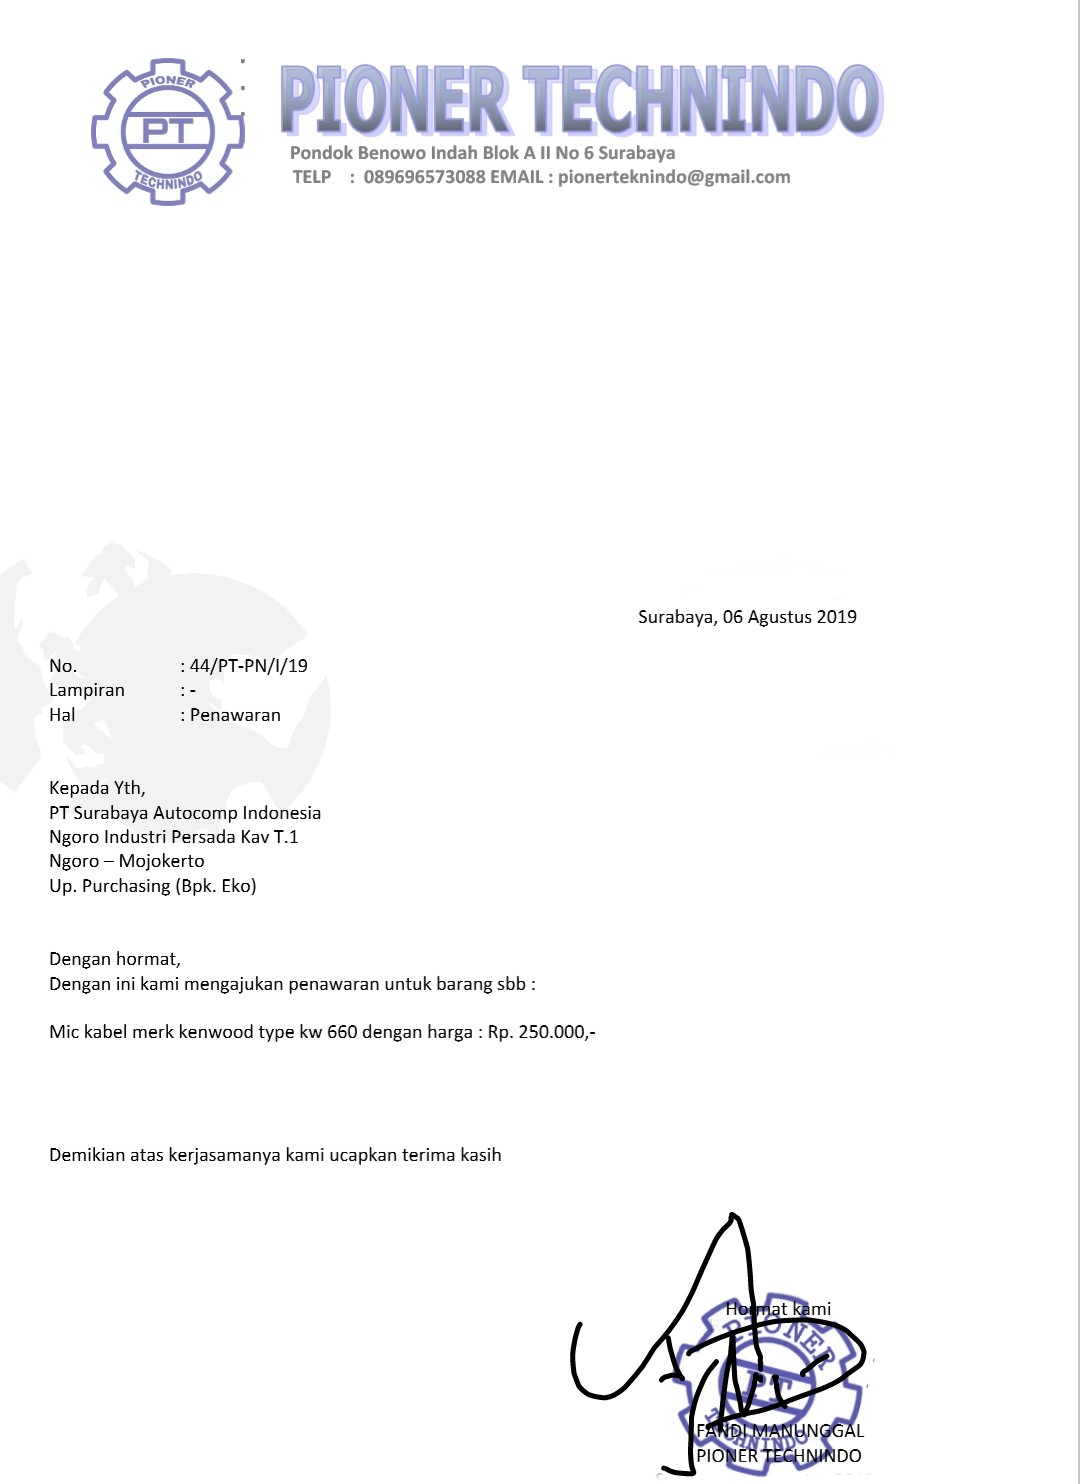 PIONER
PT
TECHNINDO
PIONER TECHNINDO
Pondok Benowo Indah Blok A II No 6 Surabaya
TELP : 089696573088 EMAIL : pionerteknindo@gmail.com
Surabaya, 06 Agustus 2019
No. : 44/PT-PN/I/19
Lampiran : -
Hal : Penawaran
Kepada Yth,
PT Surabaya Autocomp Indonesia
Ngoro Industri Persada Kav T.1
Ngoro – Mojokerto
Up. Purchasing (Bpk. Eko)
Dengan hormat,
Dengan ini kami mengajukan penawaran untuk barang sbb :
Mic kabel merk kenwood type kw 660 dengan harga : Rp. 250.000,-
Demikian atas kerjasamanya kami ucapkan terima kasih
Hormat kami
PIONER
PT
TECHNINDO
FANDI MANUNGGAL
PIONER TECHNINDO